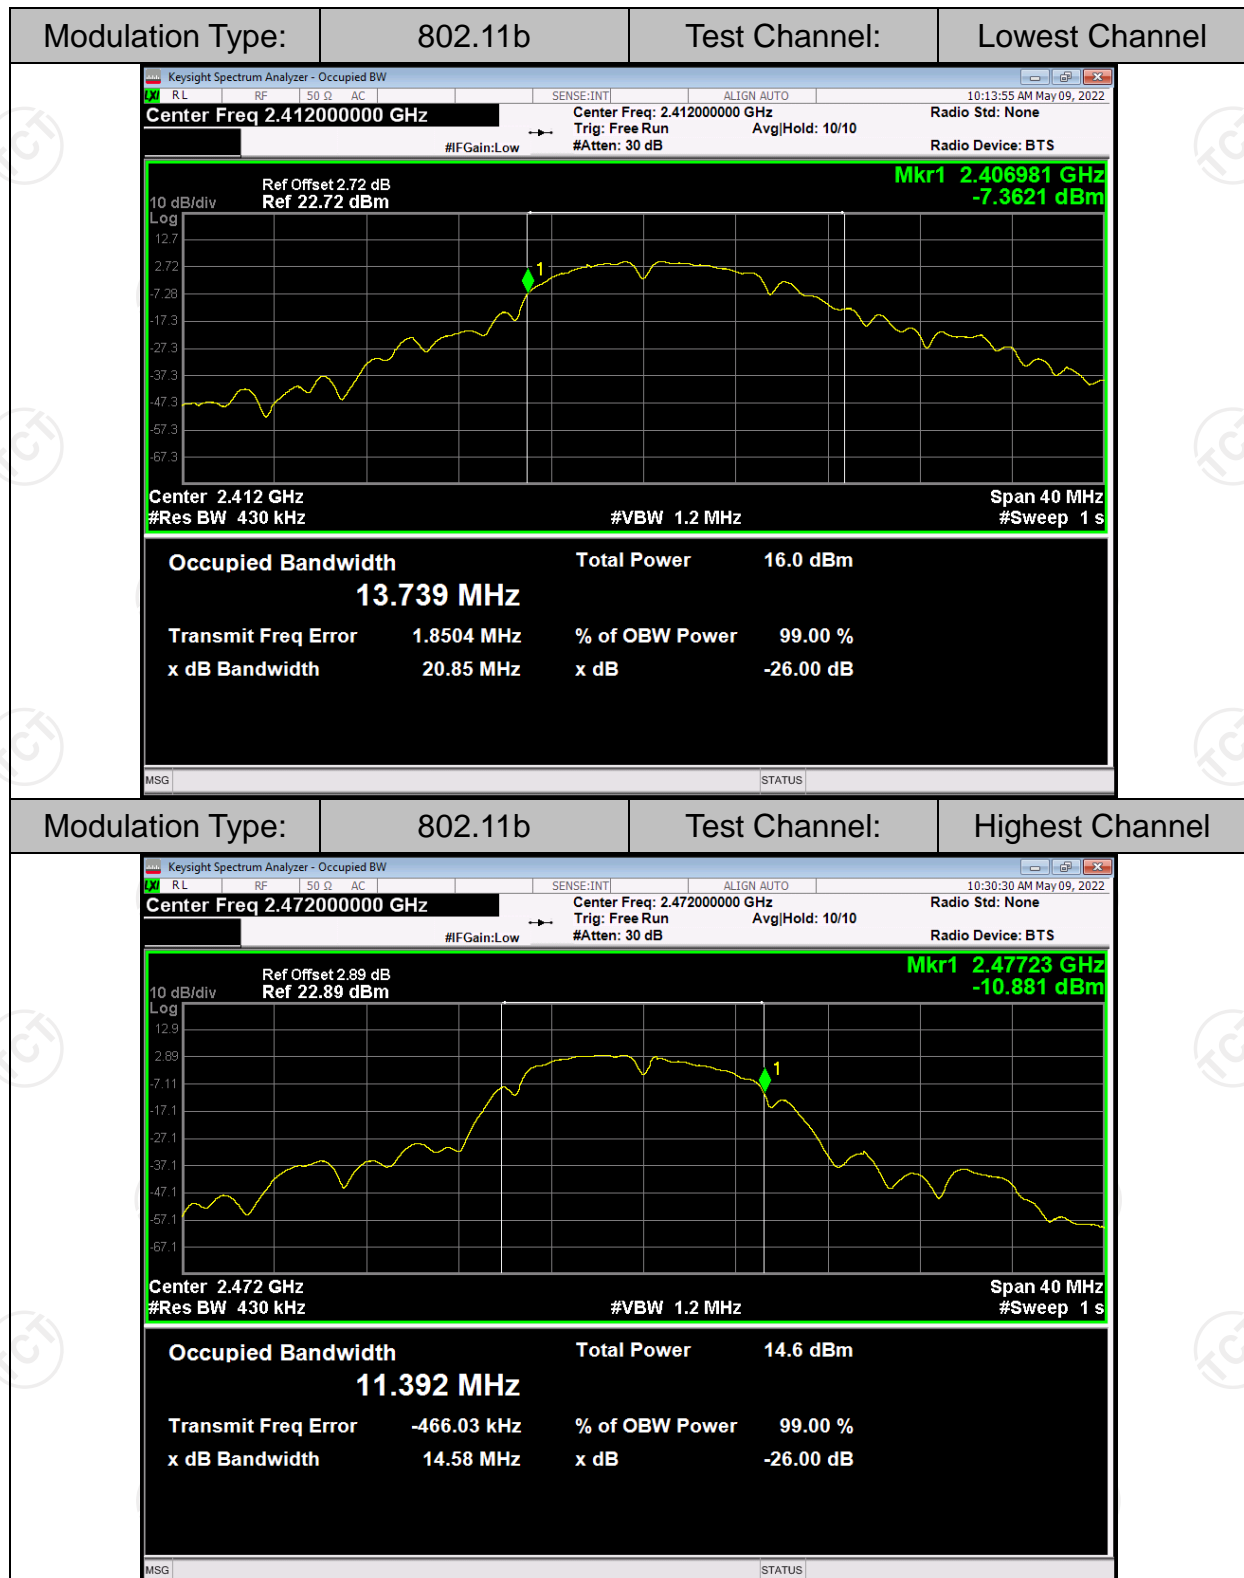 Modulation Type: 802.11b Test Channel: Lowest Channel
Keysight Spectrum Analyzer - Occupied BW
LXI RL RF 50 Ω AC SENSE:INT ALIGN AUTO 10:13:55 AM May 09, 2022
Center Freq 2.412000000 GHz Center Freq: 2.412000000 GHz Radio Std: None
Trig: Free Run Avg|Hold: 10/10
#IFGain:Low #Atten: 30 dB Radio Device: BTS
Mkr1 2.406981 GHz
Ref Offset 2.72 dB
-7.3621 dBm
10 dB/div Ref 22.72 dBm
Log
12.7
1
2.72
-7.28
-17.3
-27.3
-37.3
-47.3
-57.3
-67.3
Center 2.412 GHz Span 40 MHz
#Res BW 430 kHz #VBW 1.2 MHz #Sweep 1 s
Occupied Bandwidth Total Power 16.0 dBm
13.739 MHz
Transmit Freq Error 1.8504 MHz % of OBW Power 99.00 %
x dB Bandwidth 20.85 MHz x dB -26.00 dB
MSG STATUS
Modulation Type: 802.11b Test Channel: Highest Channel
Keysight Spectrum Analyzer - Occupied BW
LXI RL RF 50 Ω AC SENSE:INT ALIGN AUTO 10:30:30 AM May 09, 2022
Center Freq 2.472000000 GHz Center Freq: 2.472000000 GHz Radio Std: None
Trig: Free Run Avg|Hold: 10/10
#IFGain:Low #Atten: 30 dB Radio Device: BTS
Mkr1 2.47723 GHz
Ref Offset 2.89 dB
-10.881 dBm
10 dB/div Ref 22.89 dBm
Log
12.9
2.89
1
-7.11
-17.1
-27.1
-37.1
-47.1
-57.1
-67.1
Center 2.472 GHz Span 40 MHz
#Res BW 430 kHz #VBW 1.2 MHz #Sweep 1 s
Occupied Bandwidth Total Power 14.6 dBm
11.392 MHz
Transmit Freq Error -466.03 kHz % of OBW Power 99.00 %
x dB Bandwidth 14.58 MHz x dB -26.00 dB
MSG STATUS
TCT
TCT
TCT
TCT
TCT
TCT
TCT
TCT
TCT
TCT